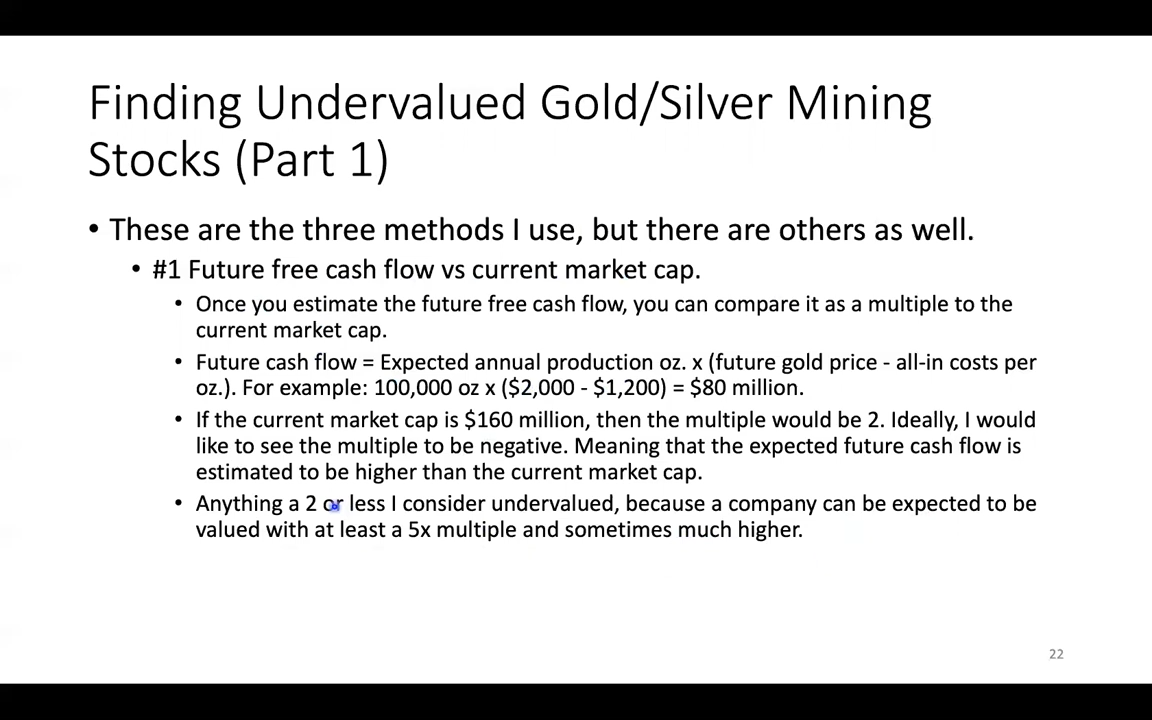 Finding Undervalued Gold/Silver Mining
Stocks (Part 1)
• These are the three methods I use, but there are others as well.
• #1 Future free cash flow vs current market cap.
• Once you estimate the future free cash flow, you can compare it as a multiple to the
current market cap.
• Future cash flow = Expected annual production oz. x (future gold price - all-in costs per
oz.). For example: 100,000 oz x ($2,000 - $1,200) = $80 million.
• If the current market cap is $160 million, then the multiple would be 2. Ideally, I would
like to see the multiple to be negative. Meaning that the expected future cash flow is
estimated to be higher than the current market cap.
• Anything a 2 or less I consider undervalued, because a company can be expected to be
valued with at least a 5x multiple and sometimes much higher.
22